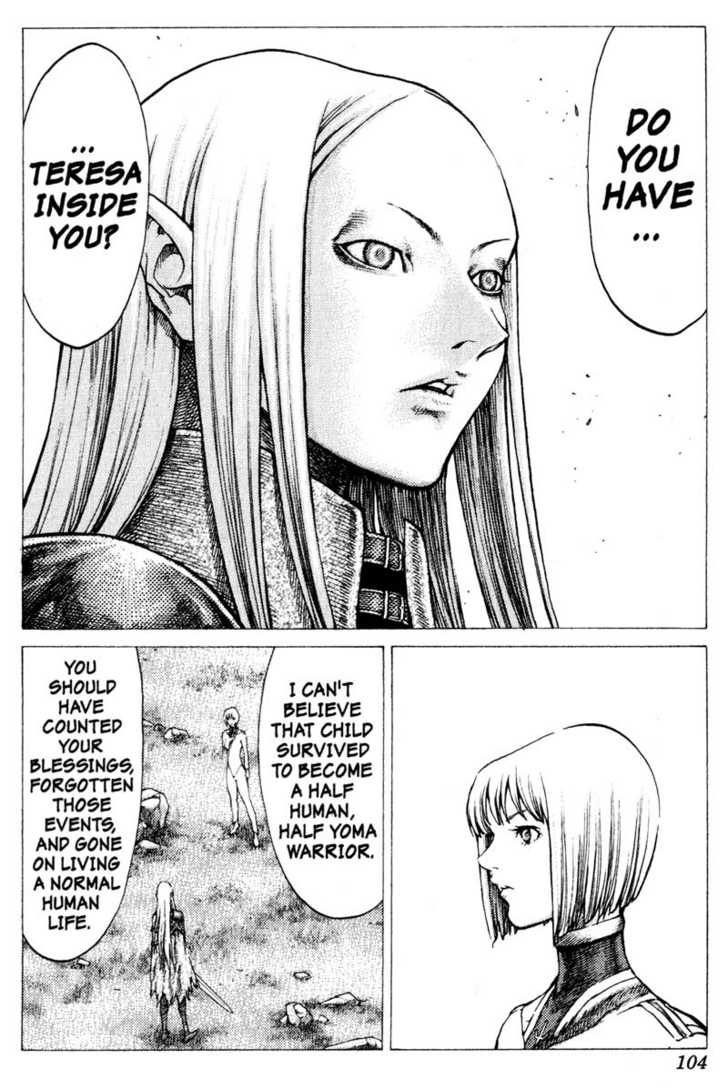 DO
YOU
HAVE
...
...
TERESA
INSIDE
YOU?
I CAN'T
BELIEVE
THAT CHILD
SURVIVED
TO BECOME
A HALF
HUMAN,
HALF YOMA
WARRIOR.
YOU
SHOULD
HAVE
COUNTED
YOUR
BLESSINGS,
FORGOTTEN
THOSE
EVENTS,
AND GONE
ON LIVING
A NORMAL
HUMAN
LIFE.
104